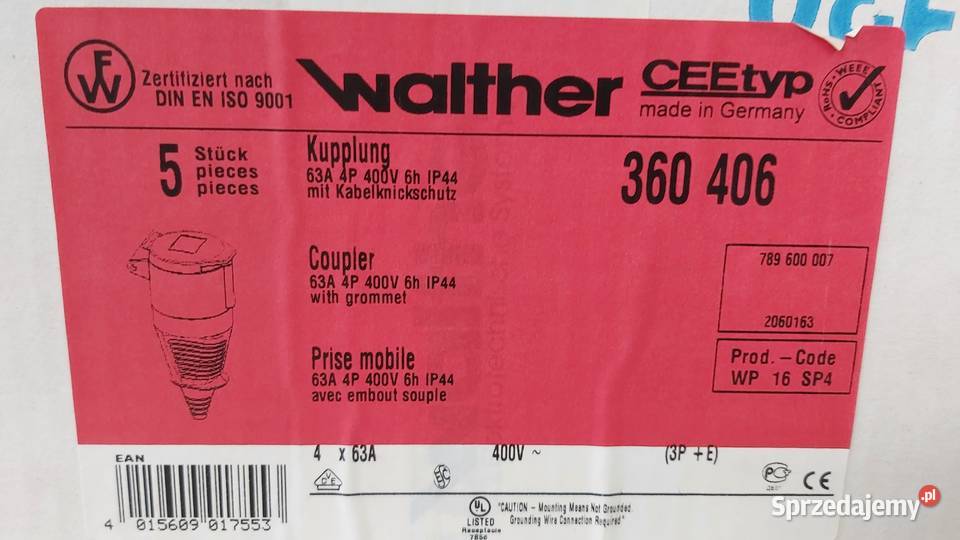 FW
Zertifiziert nach
DIN EN ISO 9001
Walther
CEEtyp
made in Germany
WEEE
RoHS
COMPLIANT
5 Stück
pieces
pieces
Kupplung
63A 4P 400V 6h IP44
mit Kabelknickschutz
360 406
Coupler
63A 4P 400V 6h IP44
with grommet
789 600 007
2060163
Prise mobile
63A 4P 400V 6h IP44
avec embout souple
Prod.-Code
WP 16 SP4
4 x 63A 400V ~ (3P +E)
EAN
4 015609 017553
VDE
UL
LISTED
Receptacle
"CAUTION - Mounting Means Not Grounded.
Grounding Wire Connection Required"
CE
Sprzedajemy.pl